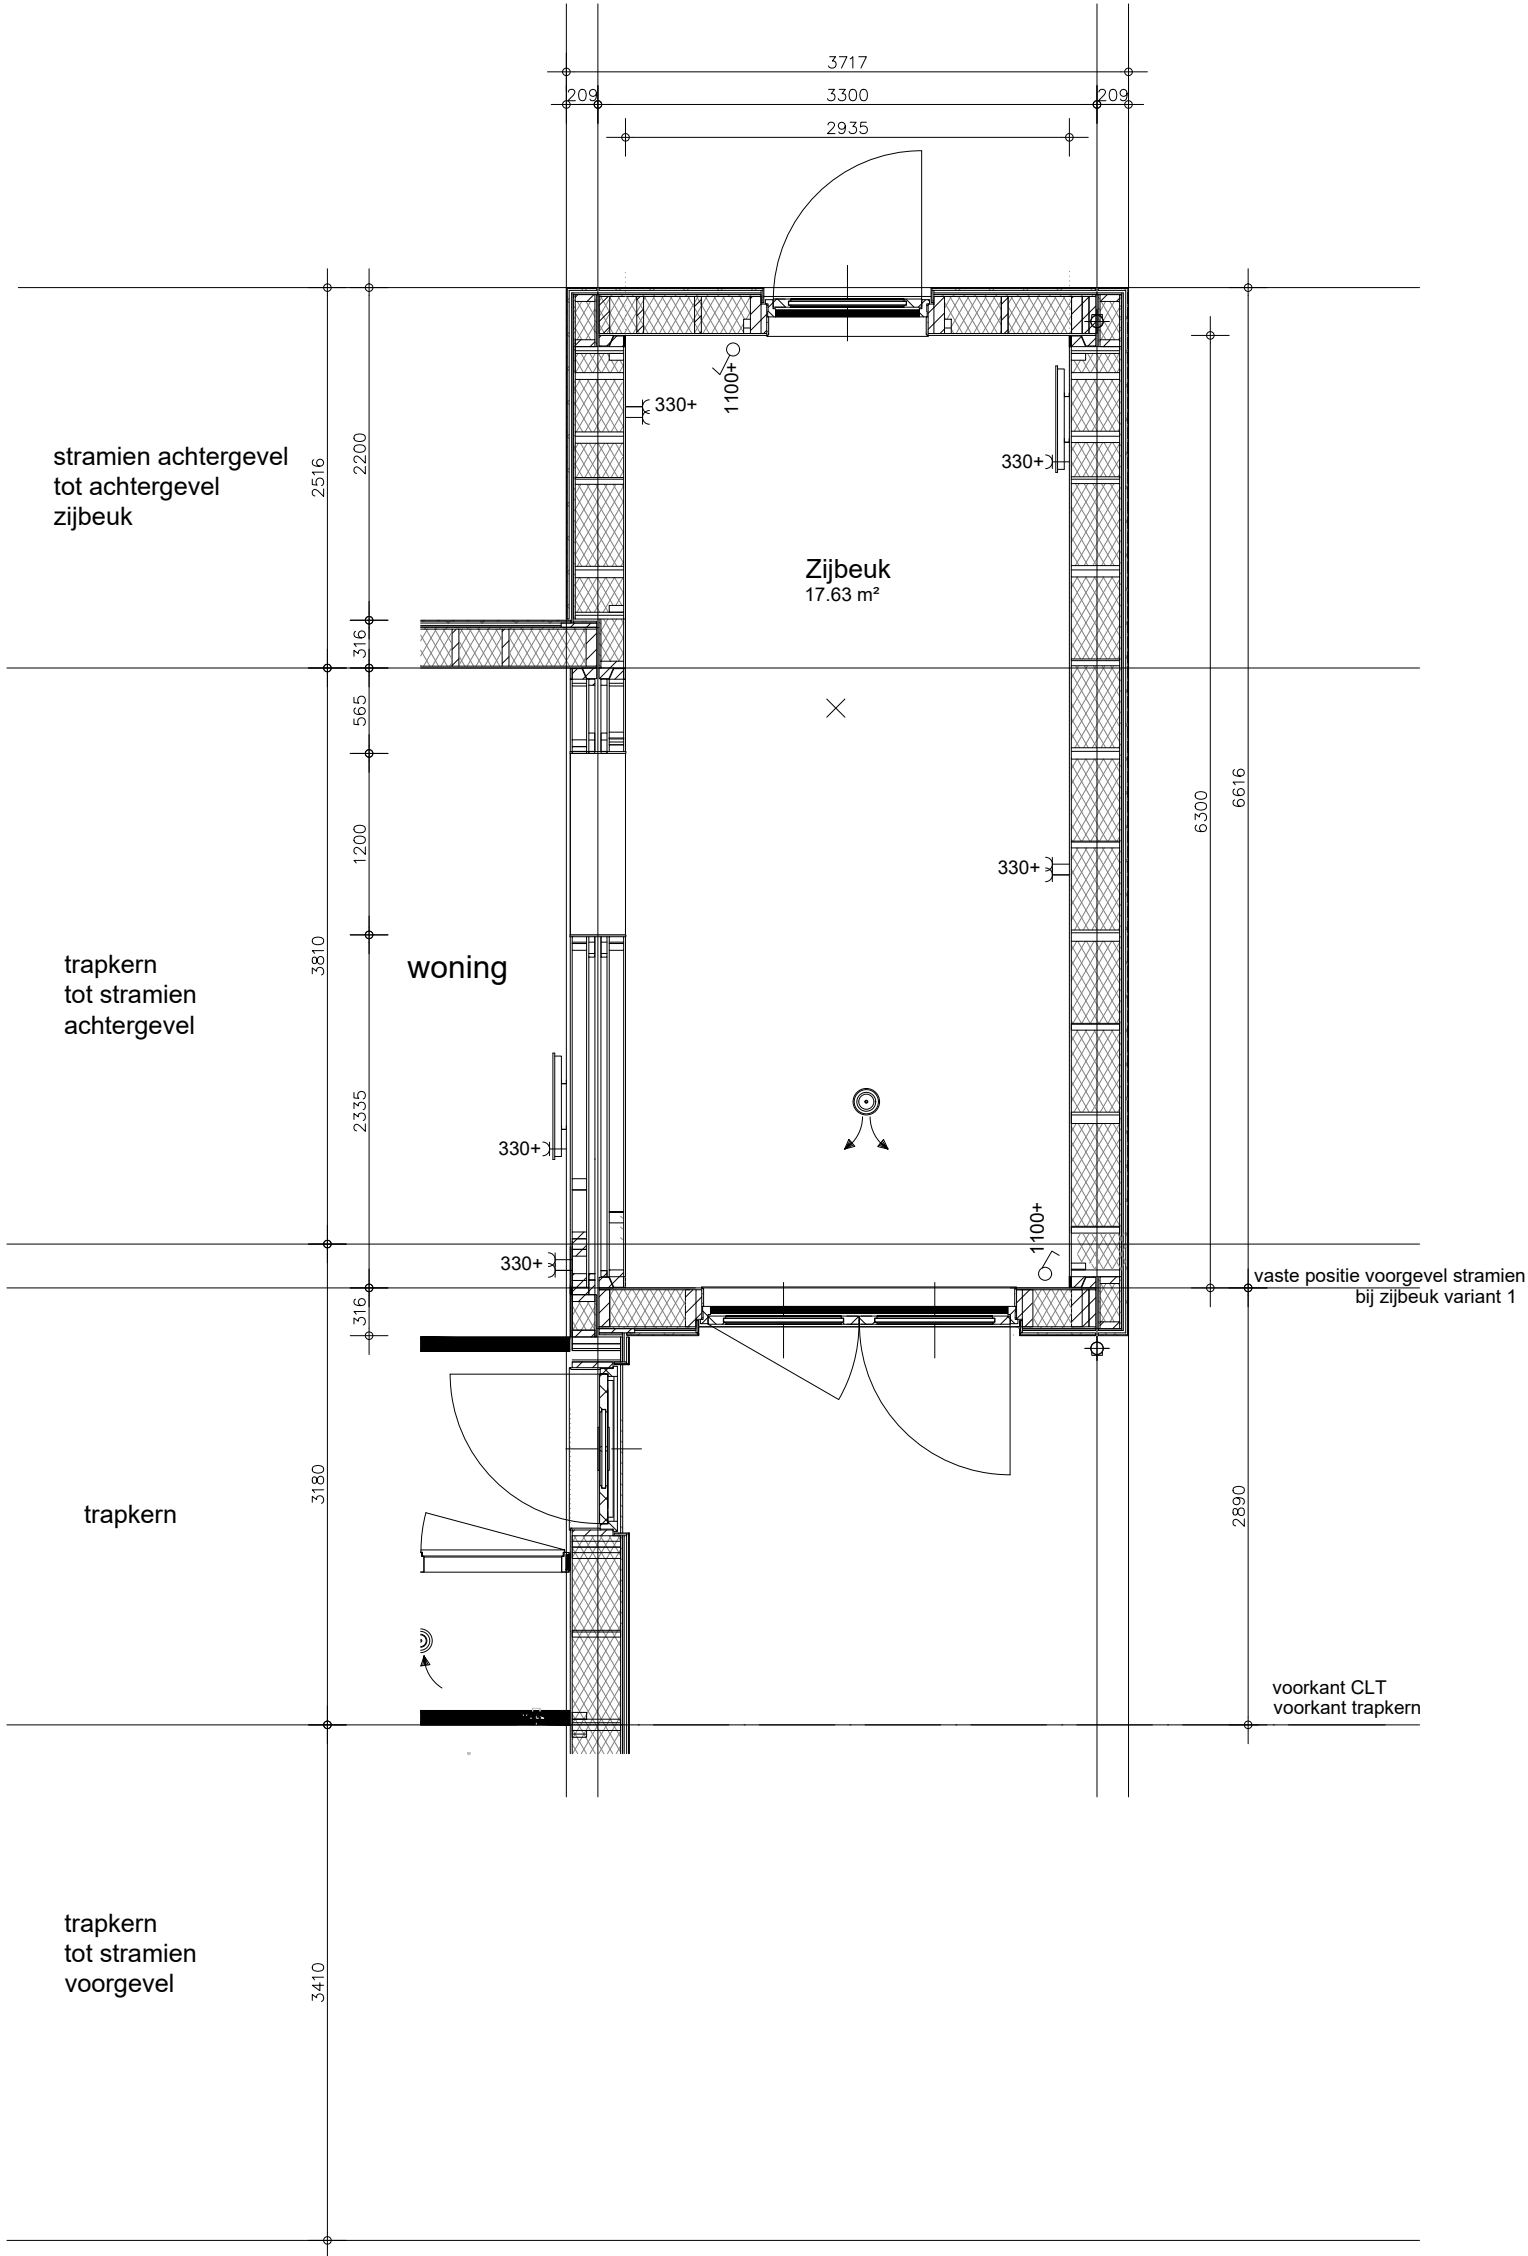 3717
209
3300
209
2935
1100+
330+
330+
stramien achtergevel
tot achtergevel
zijbeuk
2516
2200
Zijbeuk
17.63 m²
316
565
6300
6616
1200
330+
3810
trapkern
tot stramien
achtergevel
woning
2335
330+
1100+
330+
vaste positie voorgevel stramien
bij zijbeuk variant 1
316
3180
trapkern
2890
voorkant CLT
voorkant trapkern
trapkern
tot stramien
voorgevel
3410